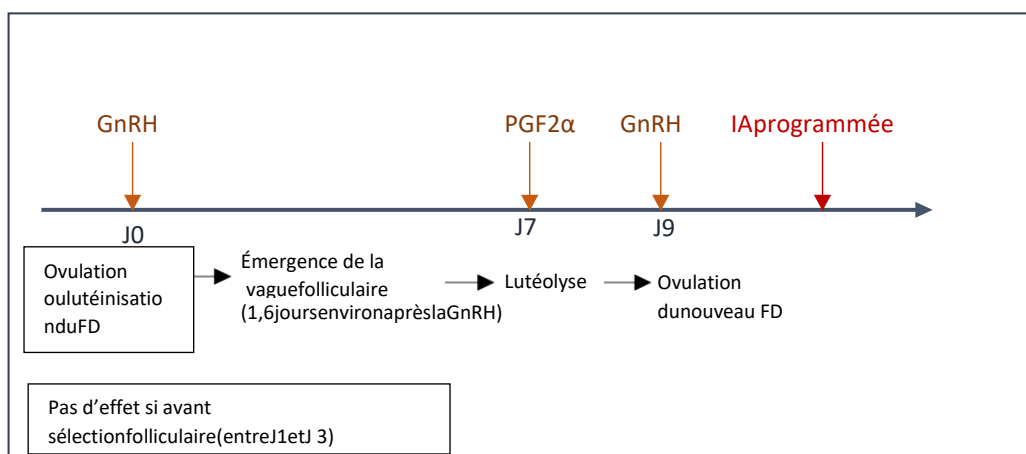 GnRH PGF2α GnRH IAprogrammée
J0 J7 J9
Ovulation
oulutéinisatio
nduFD
Émergence de la
vaguefolliculaire
(1,6joursenvironaprèslaGnRH)
Lutéolyse
Ovulation
dunouveau FD
Pas d’effet si avant
sélectionfolliculaire(entreJ1etJ 3)